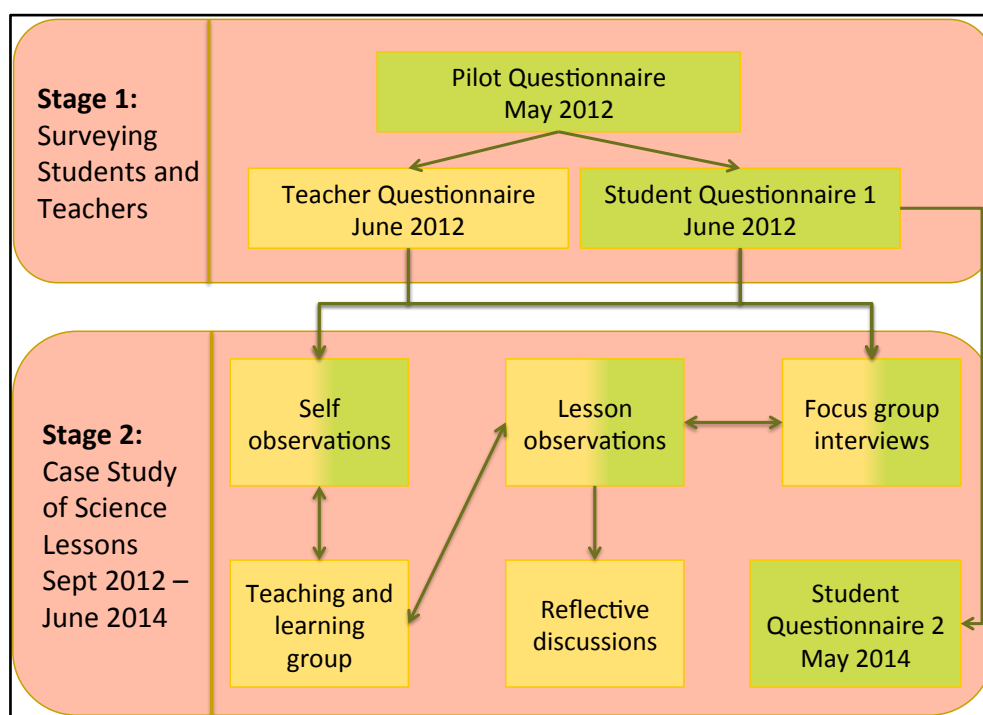 Stage 1:
Surveying
Students and
Teachers
Pilot Questionnaire
May 2012
Teacher Questionnaire
June 2012
Student Questionnaire 1
June 2012
Stage 2:
Case Study
of Science
Lessons
Sept 2012 –
June 2014
Self
observations
Lesson
observations
Focus group
interviews
Teaching and
learning
group
Reflective
discussions
Student
Questionnaire 2
May 2014